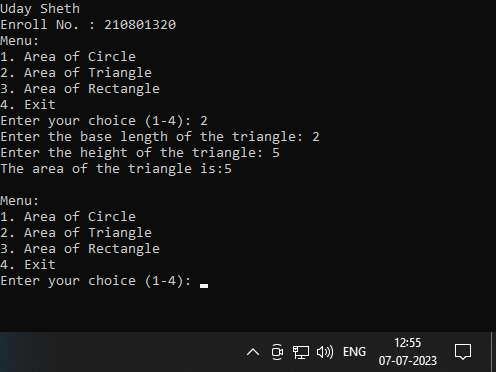 Uday Sheth
Enroll No. : 210801320
Menu:
1. Area of Circle
2. Area of Triangle
3. Area of Rectangle
4. Exit
Enter your choice (1-4): 2
Enter the base length of the triangle: 2
Enter the height of the triangle: 5
The area of the triangle is:5
Menu:
1. Area of Circle
2. Area of Triangle
3. Area of Rectangle
4. Exit
Enter your choice (1-4):
ENG
12:55
07-07-2023